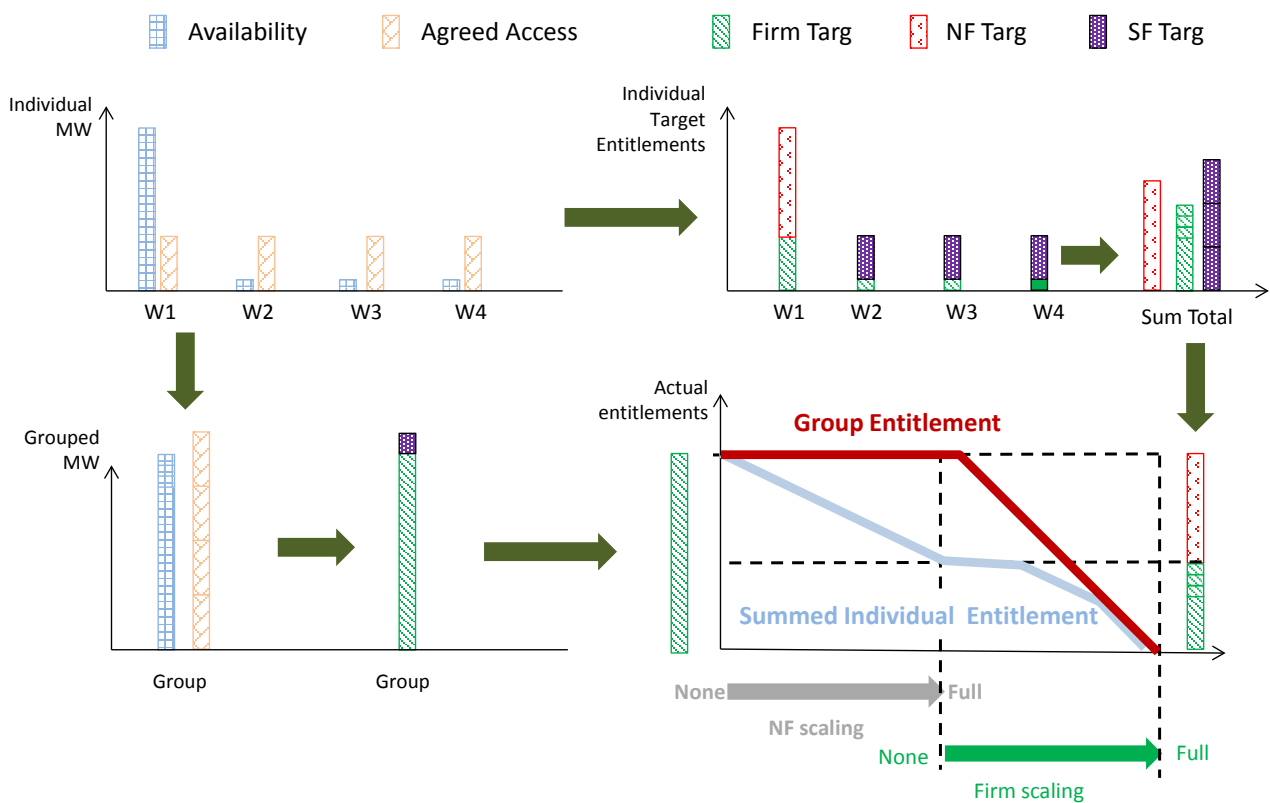 Availability
Agreed Access
Firm Targ
NF Targ
SF Targ
Individual
MW
W1
W2
W3
W4
Individual
Target
Entitlements
W1
W2
W3
W4
Sum Total
Grouped
MW
Group
Group
Actual
entitlements
Group Entitlement
Summed Individual Entitlement
None
Full
NF scaling
None
Full
Firm scaling